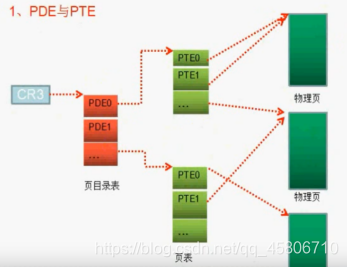 1、PDE与PTE
CR3
PDE0
PDE1
...
页目录表
PTE0
PTE1
...
PTE0
PTE1
...
页表
物理页
物理页
https://blog.csdn.net/qq_45306710